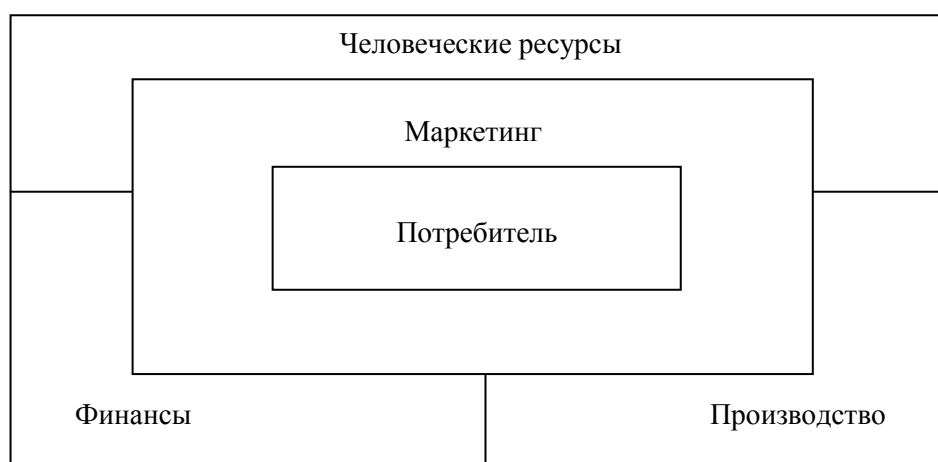 Человеческие ресурсы
Маркетинг
Потребитель
Финансы
Производство